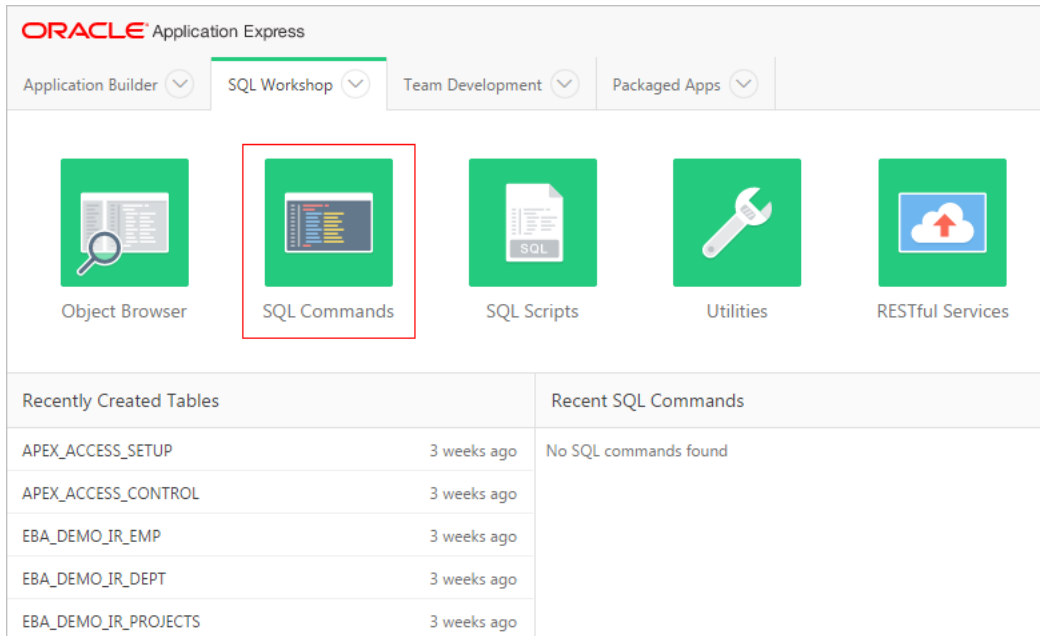 ORACLE Application Express
Application Builder SQL Workshop Team Development Packaged Apps
SQL
Object Browser SQL Commands SQL Scripts Utilities RESTful Services
Recently Created Tables Recent SQL Commands
APEX_ACCESS_SETUP 3 weeks ago No SQL commands found
APEX_ACCESS_CONTROL 3 weeks ago
EBA_DEMO_IR_EMP 3 weeks ago
EBA_DEMO_IR_DEPT 3 weeks ago
EBA_DEMO_IR_PROJECTS 3 weeks ago